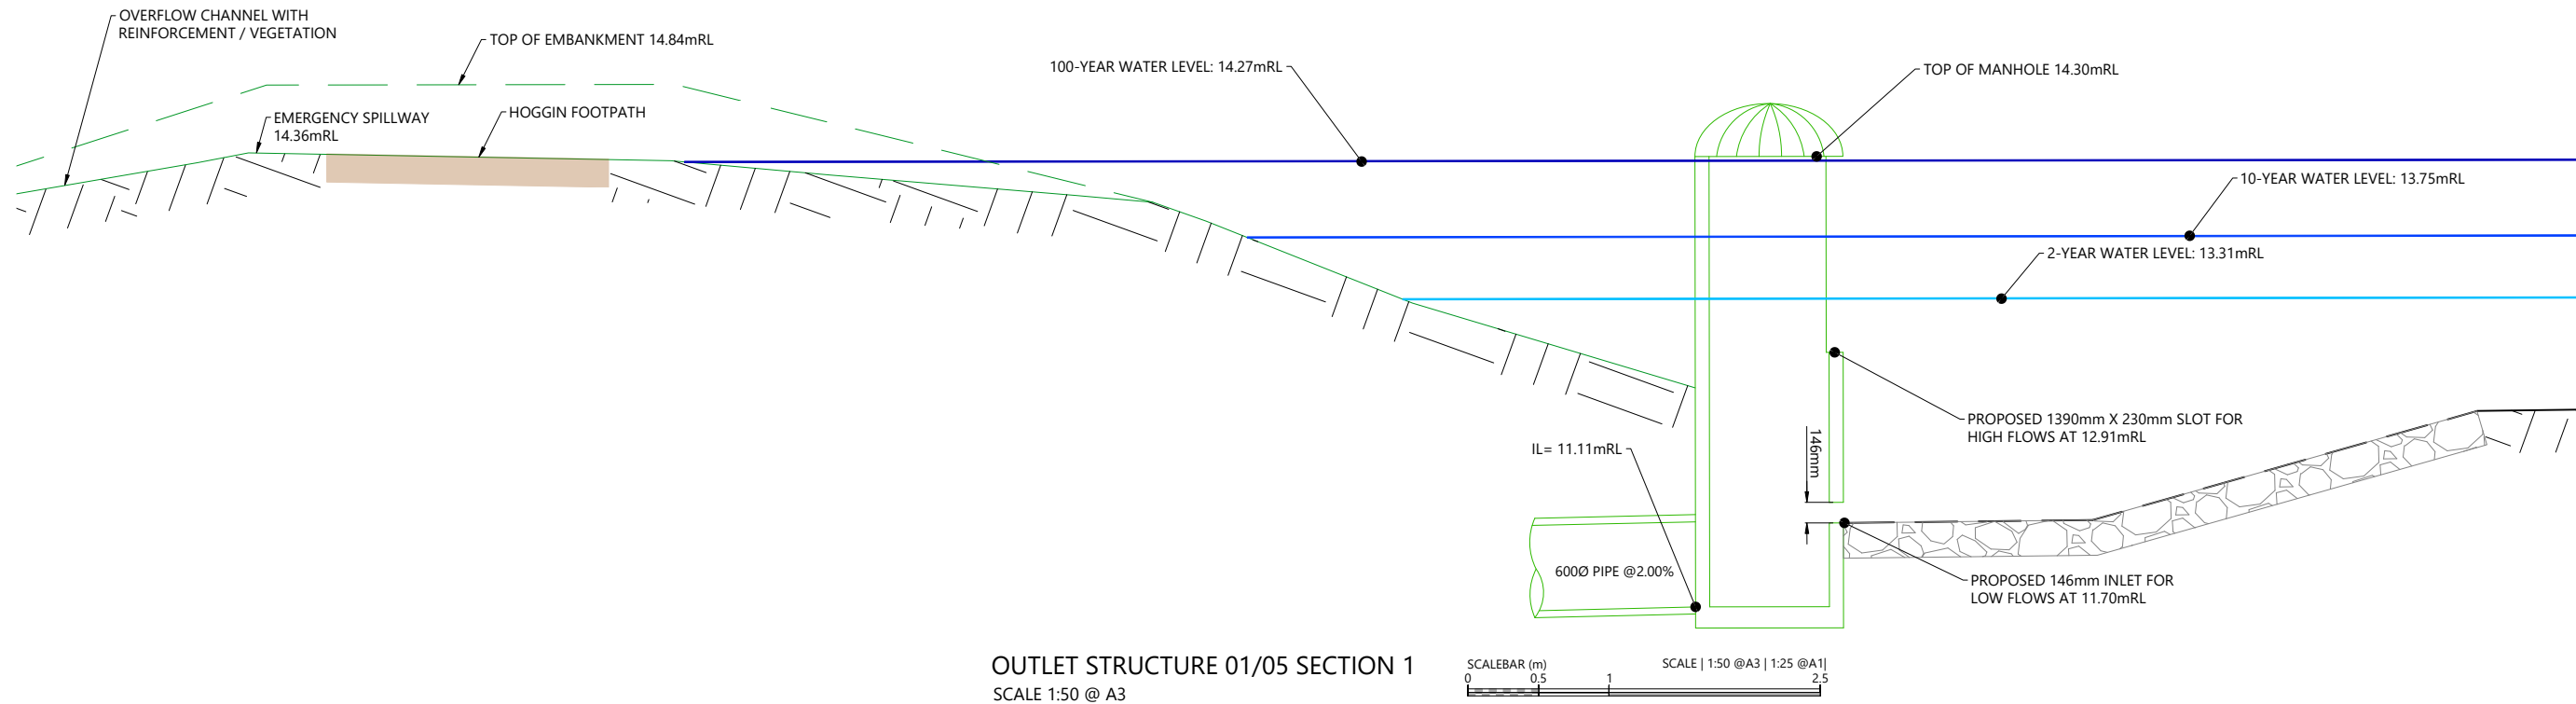 OVERFLOW CHANNEL WITH
REINFORCEMENT / VEGETATION
TOP OF EMBANKMENT 14.84mRL
EMERGENCY SPILLWAY
14.36mRL
HOGGIN FOOTPATH
100-YEAR WATER LEVEL: 14.27mRL
TOP OF MANHOLE 14.30mRL
10-YEAR WATER LEVEL: 13.75mRL
2-YEAR WATER LEVEL: 13.31mRL
PROPOSED 1390mm X 230mm SLOT FOR
HIGH FLOWS AT 12.91mRL
146mm
IL= 11.11mRL
600Ø PIPE @2.00%
PROPOSED 146mm INLET FOR
LOW FLOWS AT 11.70mRL
OUTLET STRUCTURE 01/05 SECTION 1
SCALE 1:50 @ A3
SCALEBAR (m)
SCALE | 1:50 @A3 | 1:25 @A1|
0 0.5 1 2.5